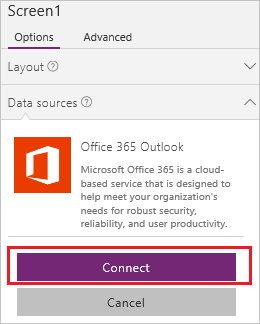 Screen1
Options Advanced
Layout ?
Data sources ?
Office 365 Outlook
Microsoft Office 365 is a cloud-
based service that is designed to
help meet your organization's
needs for robust security,
reliability, and user productivity.
Connect
Cancel